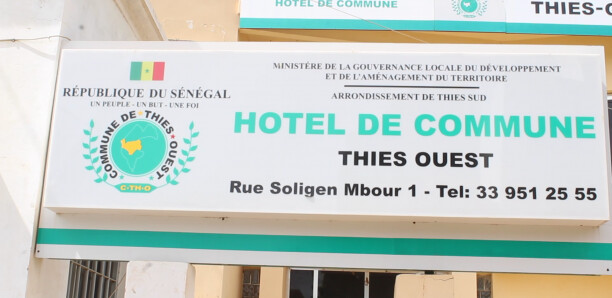 HOTEL DE COMMUNE
THIES-O
RÉPUBLIQUE DU SÉNÉGAL
UN PEUPLE - UN BUT - UNE FOI
COMMUNE DE THIES OUEST
C-TH-O
MINISTÈRE DE LA GOUVERNANCE LOCALE DU DÉVELOPPEMENT
ET DE L'AMÉNAGEMENT DU TERRITOIRE
ARRONDISSEMENT DE THIES SUD
HOTEL DE COMMUNE
THIES OUEST
Rue Soligen Mbour 1 - Tel: 33 951 25 55